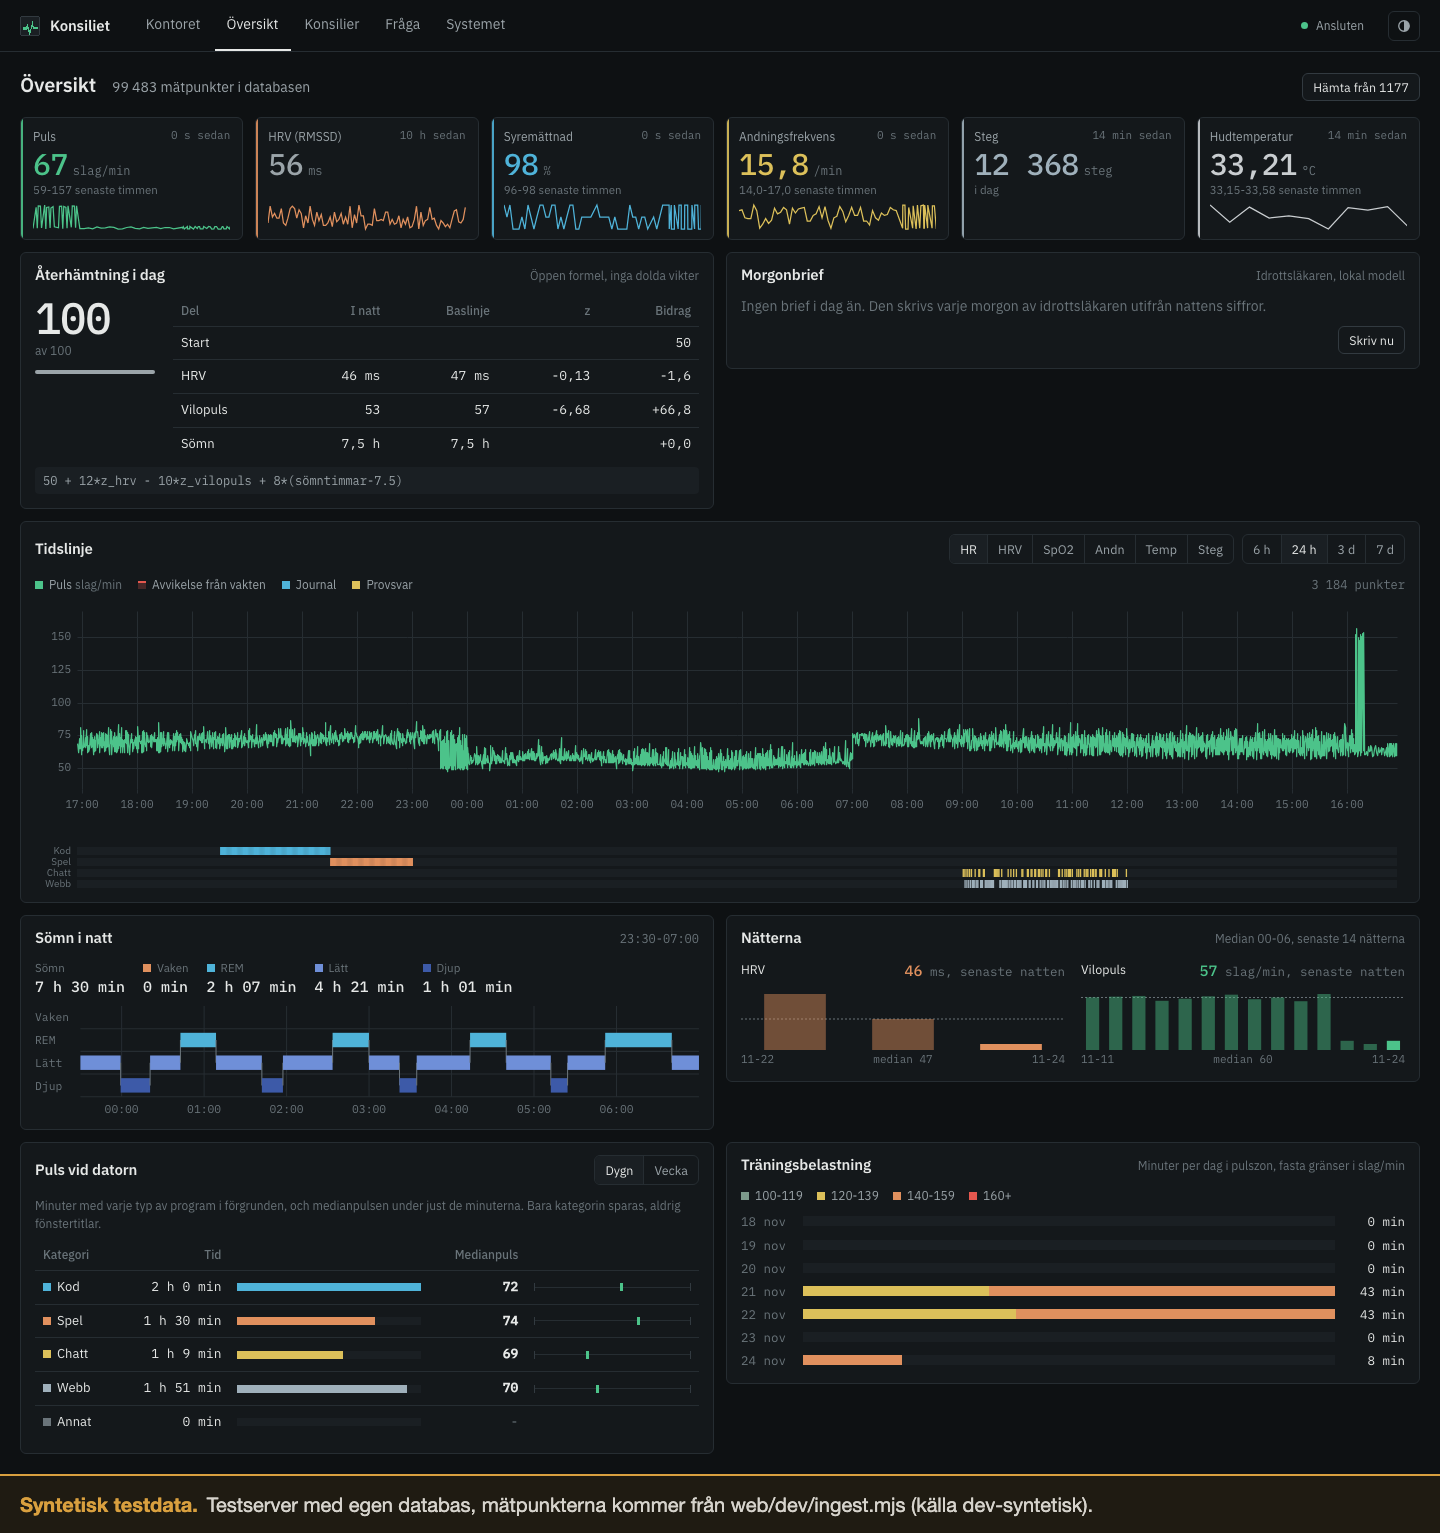 Konsiliet Kontoret Översikt Konsilier Fråga Systemet Ansluten
Översikt 99 483 mätpunkter i databasen Hämta från 1177
Puls 0 s sedan
67 slag/min
59-157 senaste timmen
HRV (RMSSD) 10 h sedan
56 ms
Syremättnad 0 s sedan
98 %
96-98 senaste timmen
Andningsfrekvens 0 s sedan
15,8 /min
14,0-17,0 senaste timmen
Steg 14 min sedan
12 368 steg
i dag
Hudtemperatur 14 min sedan
33,21 °C
33,15-33,58 senaste timmen
Återhämtning i dag Öppen formel, inga dolda vikter
100
av 100
Del I natt Baslinje z Bidrag
Start 50
HRV 46 ms 47 ms -0,13 -1,6
Vilopuls 53 57 -6,68 +66,8
Sömn 7,5 h 7,5 h +0,0
50 + 12*z_hrv - 10*z_vilopuls + 8*(sömntimmar-7.5)
Morgonbrief Idrottsläkaren, lokal modell
Ingen brief i dag än. Den skrivs varje morgon av idrottsläkaren utifrån nattens siffror.
Skriv nu
Tidslinje HR HRV SpO2 Andn Temp Steg 6 h 24 h 3 d 7 d
Puls slag/min Avvikelse från vakten Journal Provsvar 3 184 punkter
150
125
100
75
50
17:00 18:00 19:00 20:00 21:00 22:00 23:00 00:00 01:00 02:00 03:00 04:00 05:00 06:00 07:00 08:00 09:00 10:00 11:00 12:00 13:00 14:00 15:00 16:00
Kod
Spel
Chatt
Webb
Sömn i natt 23:30-07:00
Sömn Vaken REM Lätt Djup
7 h 30 min 0 min 2 h 07 min 4 h 21 min 1 h 01 min
Vaken
REM
Lätt
Djup
00:00 01:00 02:00 03:00 04:00 05:00 06:00
Nätterna Median 00-06, senaste 14 nätterna
HRV 46 ms, senaste natten
11-22 median 47 11-24
Vilopuls 57 slag/min, senaste natten
11-11 median 60 11-24
Puls vid datorn Dygn Vecka
Minuter med varje typ av program i förgrunden, och medianpulsen under just de minuterna. Bara kategorin sparas, aldrig
fönstertitlar.
Kategori Tid Medianpuls
Kod 2 h 0 min 72
Spel 1 h 30 min 74
Chatt 1 h 9 min 69
Webb 1 h 51 min 70
Annat 0 min -
Träningsbelastning Minuter per dag i pulszon, fasta gränser i slag/min
100-119 120-139 140-159 160+
18 nov 0 min
19 nov 0 min
20 nov 0 min
21 nov 43 min
22 nov 43 min
23 nov 0 min
24 nov 8 min
Syntetisk testdata. Testserver med egen databas, mätpunkterna kommer från web/dev/ingest.mjs (källa dev-syntetisk).